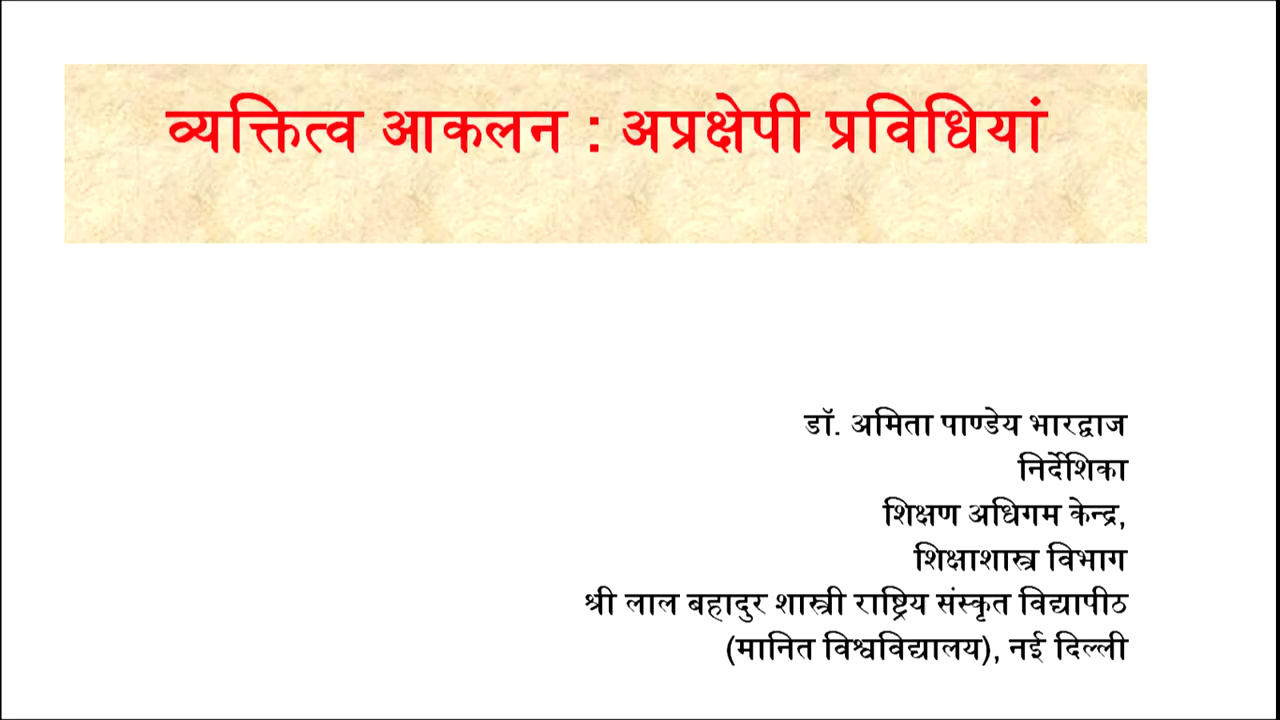 व्यक्तित्व आकलन : अप्रक्षेपी प्रविधियां
डॉ. अमिता पाण्डेय भारद्वाज
निर्देशिका
शिक्षण अधिगम केन्द्र,
शिक्षाशास्त्र विभाग
श्री लाल बहादुर शास्त्री राष्ट्रिय संस्कृत विद्यापीठ
(मानित विश्वविद्यालय), नई दिल्ली